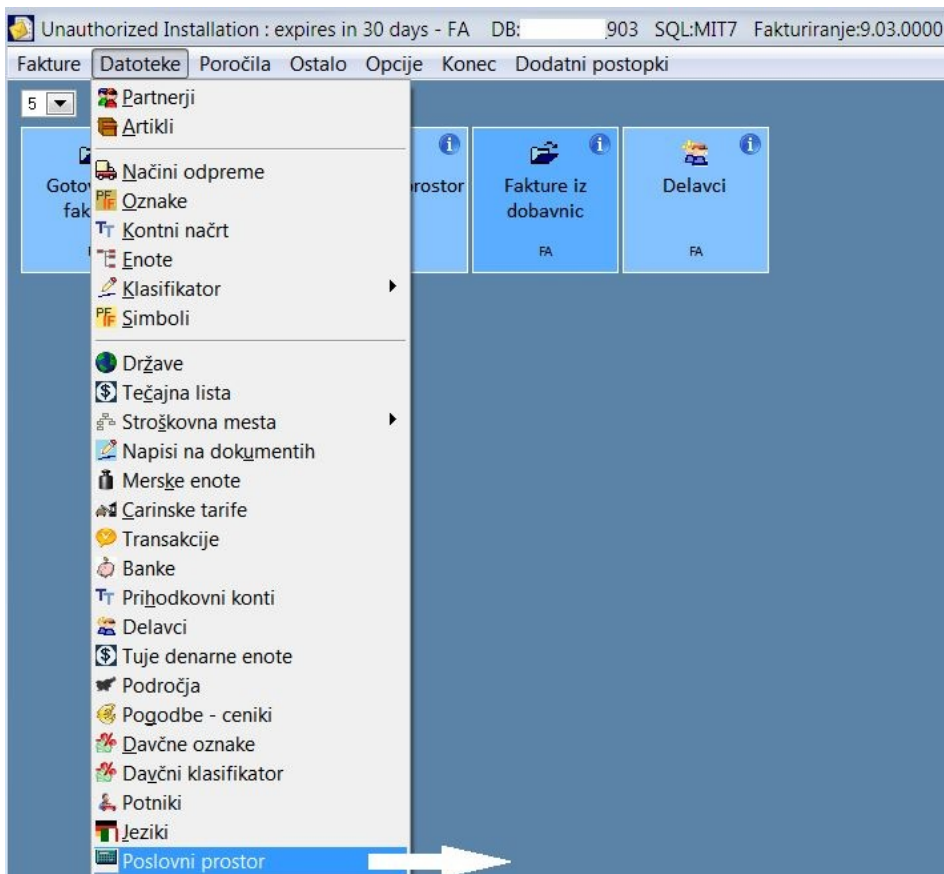 Unauthorized Installation : expires in 30 days - FA DB: 903 SQL:MIT7 Fakturiranje:9.03.0000
Fakture Datoteke Poročila Ostalo Opcije Konec Dodatni postopki
5
Partnerji
Artikli
Načini odpreme
Oznake
Kontni načrt
Enote
Klasifikator
Simboli
Države
Tečajna lista
Stroškovna mesta
Napisi na dokumentih
Merske enote
Carinske tarife
Transakcije
Banke
Prihodkovni konti
Delavci
Tuje denarne enote
Področja
Pogodbe - ceniki
Davčne oznake
Davčni klasifikator
Potniki
Jeziki
Poslovni prostor
Goto
fak
rostor
Fakture iz
dobavnic
FA
Delavci
FA